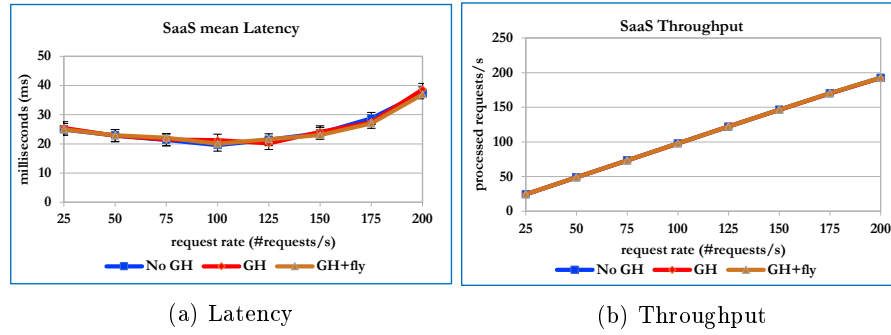 SaaS mean Latency
milliseconds (ms)
50
40
30
20
10
0
25 50 75 100 125 150 175 200
request rate (#requests/s)
No GH GH GH+fly
(a) Latency
SaaS Throughput
processed requests/s
250
200
150
100
50
0
25 50 75 100 125 150 175 200
request rate (#requests/s)
No GH GH GH+fly
(b) Throughput